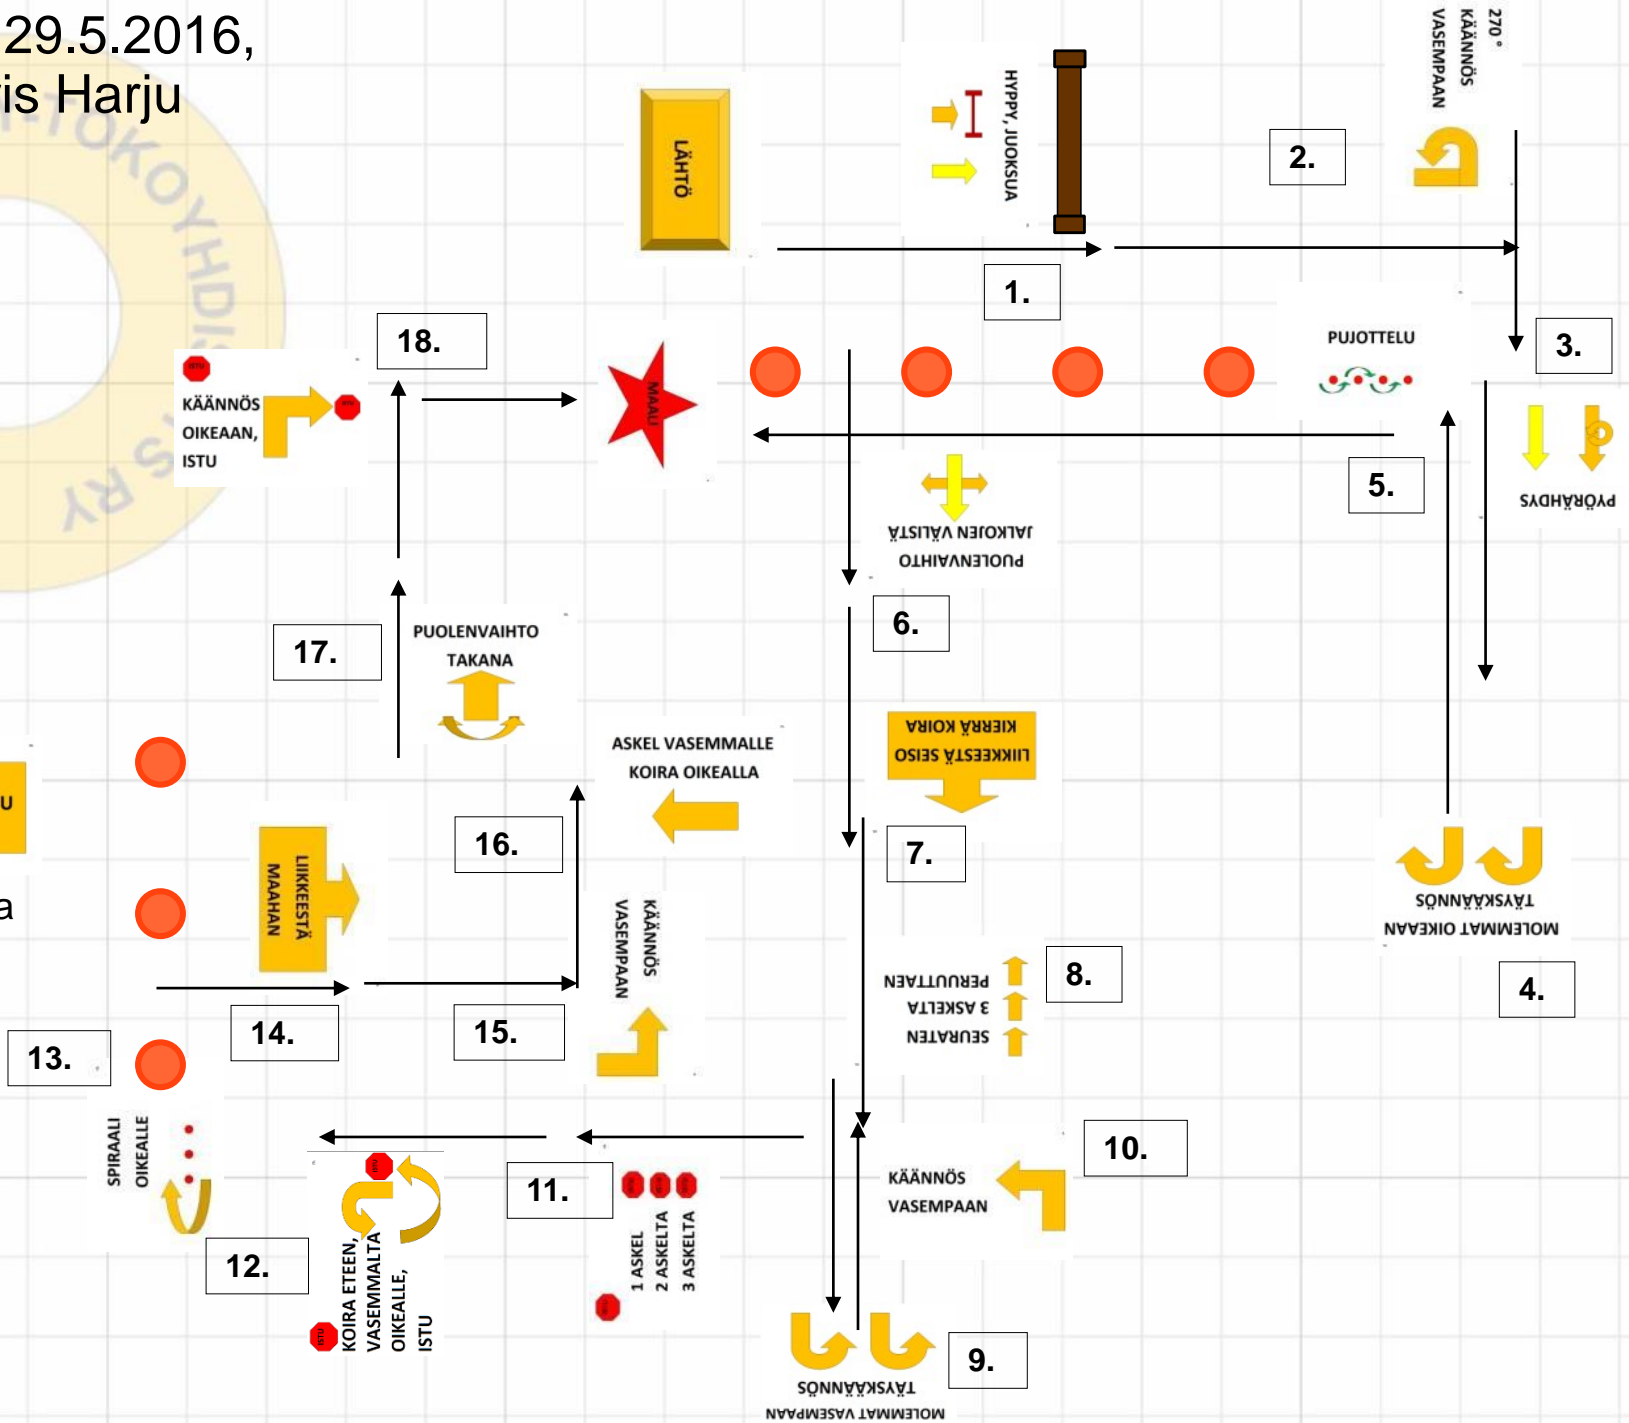 29.5.2016,
is Harju
TOKOYHDIS
S RY
LÄHTÖ
HYPPY, JUOKSUA
1.
2.
270 °
KÄÄNNÖS
VASEMPAAN
3.
PYÖRÄHDYS
PUJOTTELU
5.
18.
ISTU
KÄÄNNÖS
OIKEAAN,
ISTU
MAALI
PUOLENVAIHTO
JALKOJEN VÄLISTÄ
6.
17.
PUOLENVAIHTO
TAKANA
LIIKKEESTÄ SEISO
KIERRÄ KOIRA
7.
ASKEL VASEMMALLE
KOIRA OIKEALLA
16.
U
a
LIIKKEESTÄ
MAAHAN
14.
15.
KÄÄNNÖS
VASEMPAAN
MOLEMMAT OIKEAAN
TÄYSKÄÄNNÖS
4.
SEURATEN
3 ASKELTA
PERUUTTAEN
8.
13.
SPIRAALI
OIKEALLE
12.
ISTU
KOIRA ETEEN,
VASEMMALTA
OIKEALLE,
ISTU
11.
1 ASKEL
2 ASKELTA
3 ASKELTA
10.
KÄÄNNÖS
VASEMPAAN
9.
MOLEMMAT VASEMPAAN
TÄYSKÄÄNNÖS